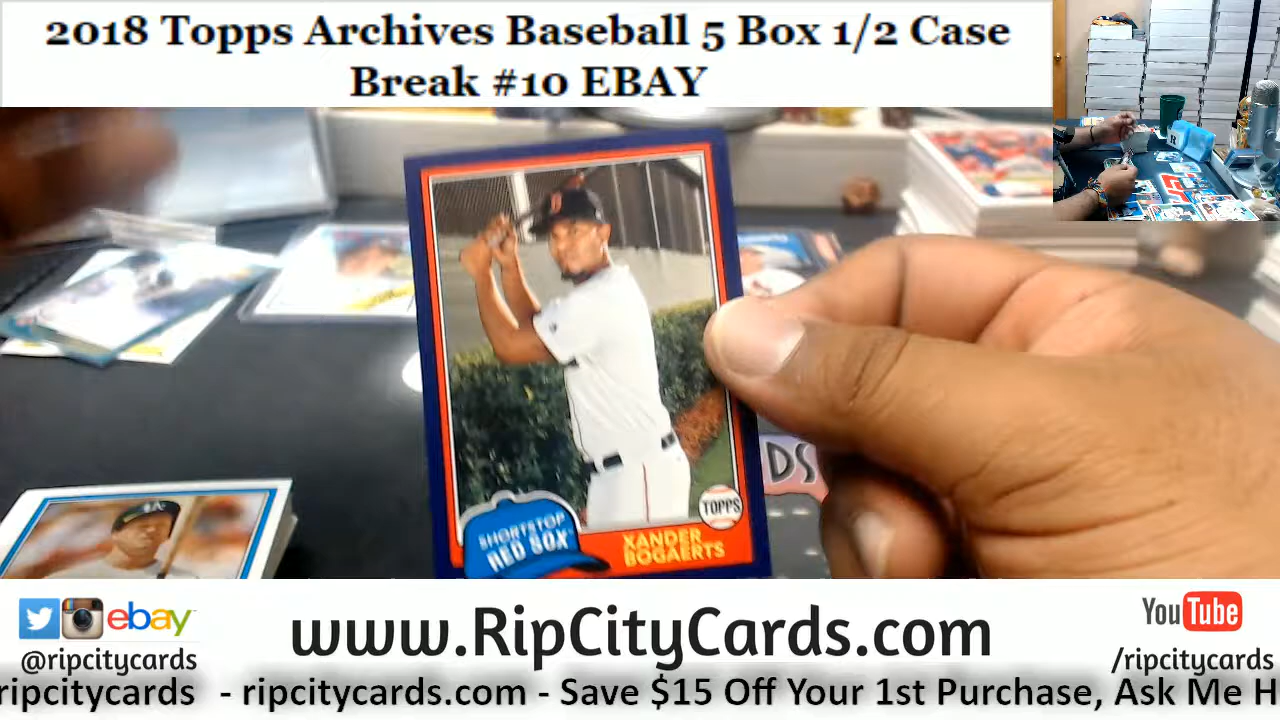 2018 Topps Archives Baseball 5 Box 1/2 Case
Break #10 EBAY
SHORTSTOP
RED SOX
TOPPS
XANDER
BOGAERTS
DS
ebay
@ripcitycards
www.RipCityCards.com
YouTube
/ripcitycards
ripcitycards - ripcitycards.com - Save $15 Off Your 1st Purchase, Ask Me H